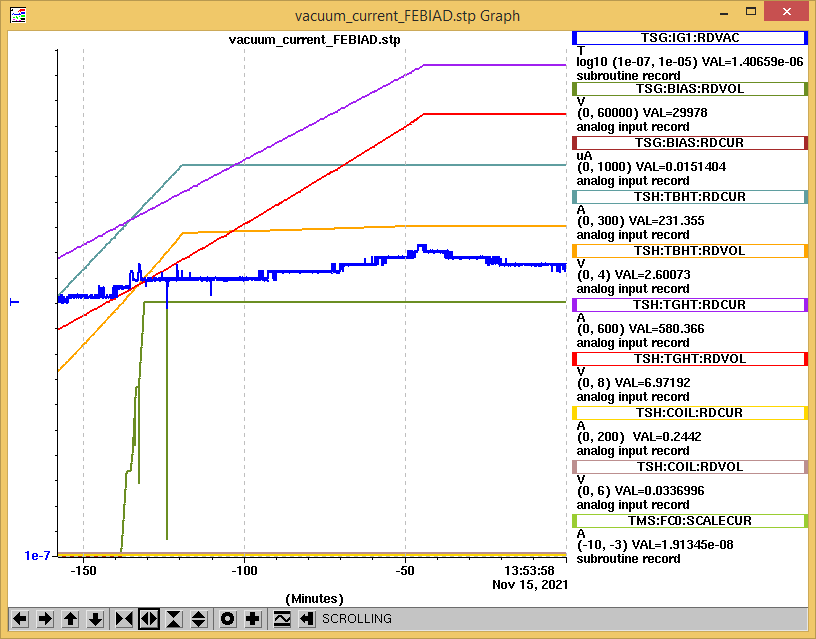 vacuum_current_FEBIAD.stp Graph
vacuum_current_FEBIAD.stp
T
1e-7
-150
-100
-50
13:53:58
Nov 15, 2021
(Minutes)
TSG:IG1:RDVAC
T
log10 (1e-07, 1e-05) VAL=1.40659e-06
subroutine record
TSG:BIAS:RDVOL
V
(0, 60000) VAL=29978
analog input record
TSG:BIAS:RDCUR
uA
(0, 1000) VAL=0.0151404
analog input record
TSH:TBHT:RDCUR
A
(0, 300) VAL=231.355
analog input record
TSH:TBHT:RDVOL
V
(0, 4) VAL=2.60073
analog input record
TSH:TGHT:RDCUR
A
(0, 600) VAL=580.366
analog input record
TSH:TGHT:RDVOL
V
(0, 8) VAL=6.97192
analog input record
TSH:COIL:RDCUR
A
(0, 200) VAL=0.2442
analog input record
TSH:COIL:RDVOL
V
(0, 6) VAL=0.0336996
analog input record
TMS:FC0:SCALECUR
A
(-10, -3) VAL=1.91345e-08
subroutine record
SCROLLING